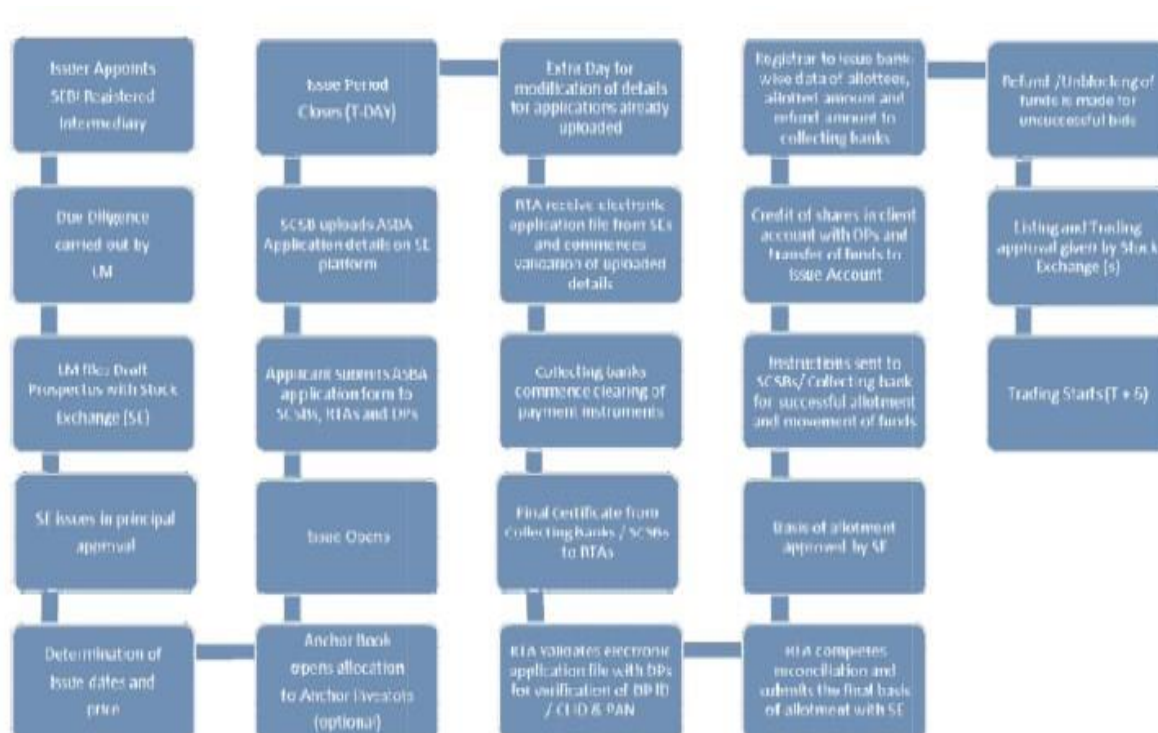 Issuer Appoints
SEBI Registered
Intermediary
Due Diligence
carried out by
LM
LM files Draft
Prospectus with Stock
Exchange (SE)
SE issues in principal
approval
Determination of
Issue dates and
price
Anchor Book
opens allocation
to Anchor Investors
(optional)
Issue Opens
Applicant submits ASBA
application form to
SCSBs, RTAs and DPs
SCSB uploads ASBA
Application details on SE
platform
Issue Period
Closes (T-DAY)
Extra Day for
modification of details
for applications already
uploaded
RTA receive electronic
application file from SEs
and commences
validation of uploaded
details
Collecting banks
commence clearing of
payment instruments
Final Certificate from
Collecting Banks / SCSBs
to RTAs
RTA validates electronic
application file with DPs
for verification of DP ID
/ CI ID & PAN
RTA completes
reconciliation and
submits the final basis
of allotment with SE
Basis of allotment
approved by SE
Instructions sent to
SCSBs/ Collecting bank
for successful allotment
and movement of funds
Credit of shares in client
account with DPs and
transfer of funds to
Issue Account
Registrar to issue bank
wise data of allottees,
allotted amount and
refund amount to
collecting banks
Refund /Unblocking of
funds is made for
unsuccessful bids
Listing and Trading
approval given by Stock
Exchange (s)
Trading Starts (T + 6)